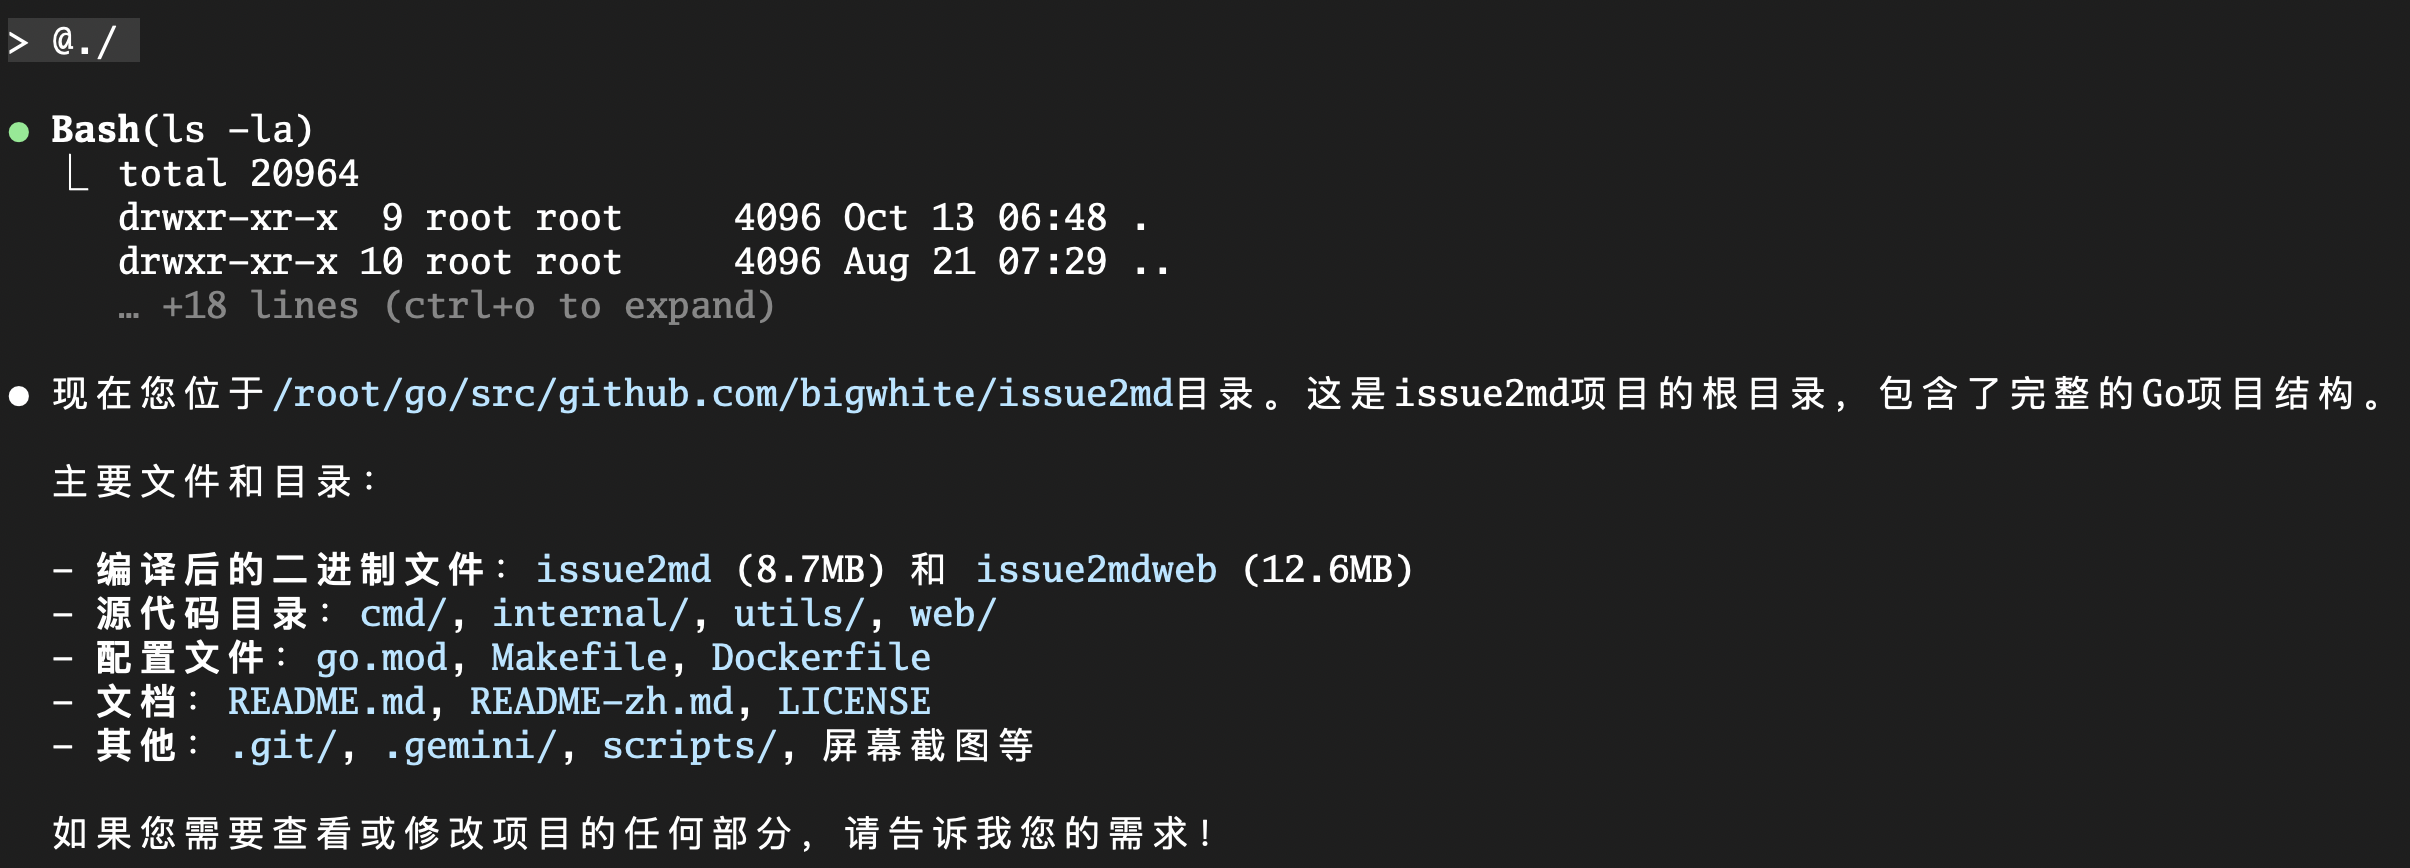 > @./
● Bash(ls -la)
⎿ total 20964
drwxr-xr-x  9 root root     4096 Oct 13 06:48 .
drwxr-xr-x 10 root root     4096 Aug 21 07:29 ..
… +18 lines (ctrl+o to expand)
● 现在您位于/root/go/src/github.com/bigwhite/issue2md目录。这是issue2md项目的根目录，包含了完整的Go项目结构。
主要文件和目录：
- 编译后的二进制文件：issue2md (8.7MB) 和 issue2mdweb (12.6MB)
- 源代码目录：cmd/, internal/, utils/, web/
- 配置文件：go.mod, Makefile, Dockerfile
- 文档：README.md, README-zh.md, LICENSE
- 其他：.git/, .gemini/, scripts/, 屏幕截图等
如果您需要查看或修改项目的任何部分，请告诉我您的需求！